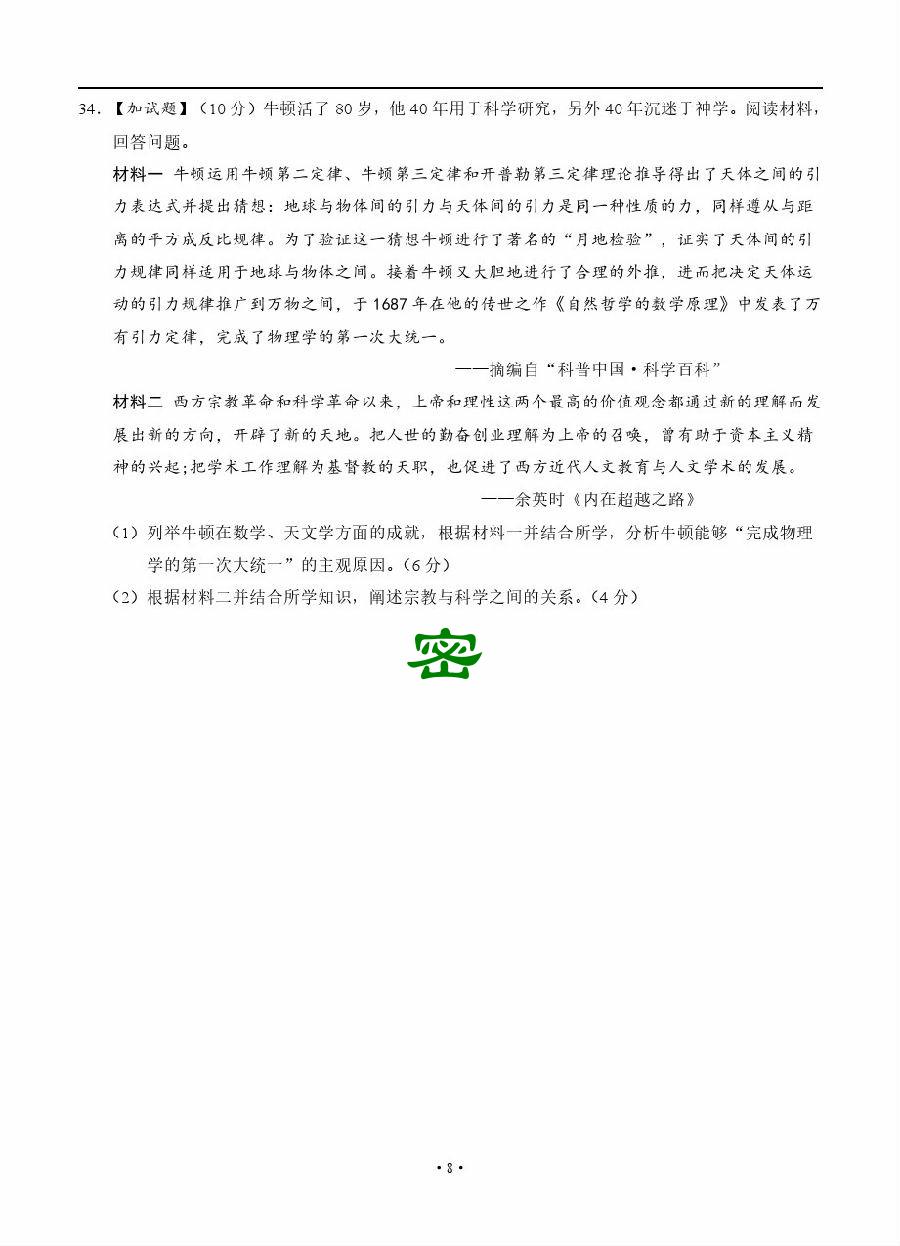 34．【加试题】（10 分）牛顿活了 80 岁，他 40 年用于科学研究，另外 40 年沉迷于神学。阅读材料，
回答问题。
材料一 牛顿运用牛顿第二定律、牛顿第三定律和开普勒第三定律理论推导得出了天体之间的引
力表达式并提出猜想：地球与物体间的引力与天体间的引力是同一种性质的力，同样遵从与距
离的平方成反比规律。为了验证这一猜想牛顿进行了著名的“月地检验”，证实了天体间的引
力规律同样适用于地球与物体之间。接着牛顿又大胆地进行了合理的外推，进而把决定天体运
动的引力规律推广到万物之间，于 1687 年在他的传世之作《自然哲学的数学原理》中发表了万
有引力定律，完成了物理学的第一次大统一。
——摘编自“科普中国·科学百科”
材料二 西方宗教革命和科学革命以来，上帝和理性这两个最高的价值观念都通过新的理解而发
展出新的方向，开辟了新的天地。把人世的勤奋创业理解为上帝的召唤，曾有助于资本主义精
神的兴起;把学术工作理解为基督教的天职，也促进了西方近代人文教育与人文学术的发展。
——余英时《内在超越之路》
（1）列举牛顿在数学、天文学方面的成就，根据材料一并结合所学，分析牛顿能够“完成物理
学的第一次大统一”的主观原因。（6 分）
（2）根据材料二并结合所学知识，阐述宗教与科学之间的关系。（4 分）
密
·8·